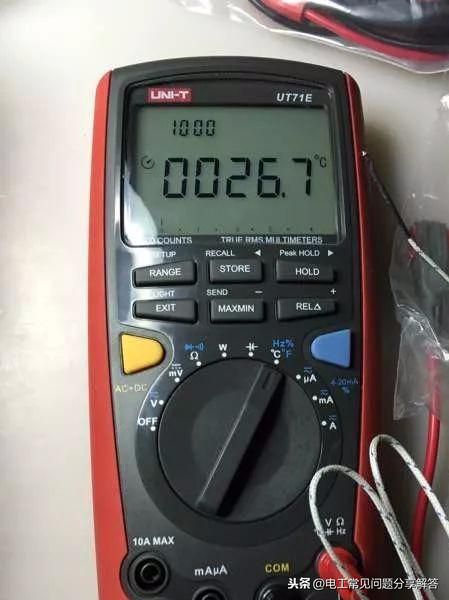 UNI-T UT71E
1000
0026.7 °C
COUNTS TRUE RMS MULTIMETERS
SETUP RECALL ◄ Peak HOLD ►
RANGE STORE HOLD
LIGHT SEND − +
EXIT MAXMIN REL△
Hz%
Ω W °C °F
mV μA
AC+DC 4-20mA %
V mA
OFF A
V Ω
Hz
10A MAX
mAμA COM
头条 @电工常见问题分享解答